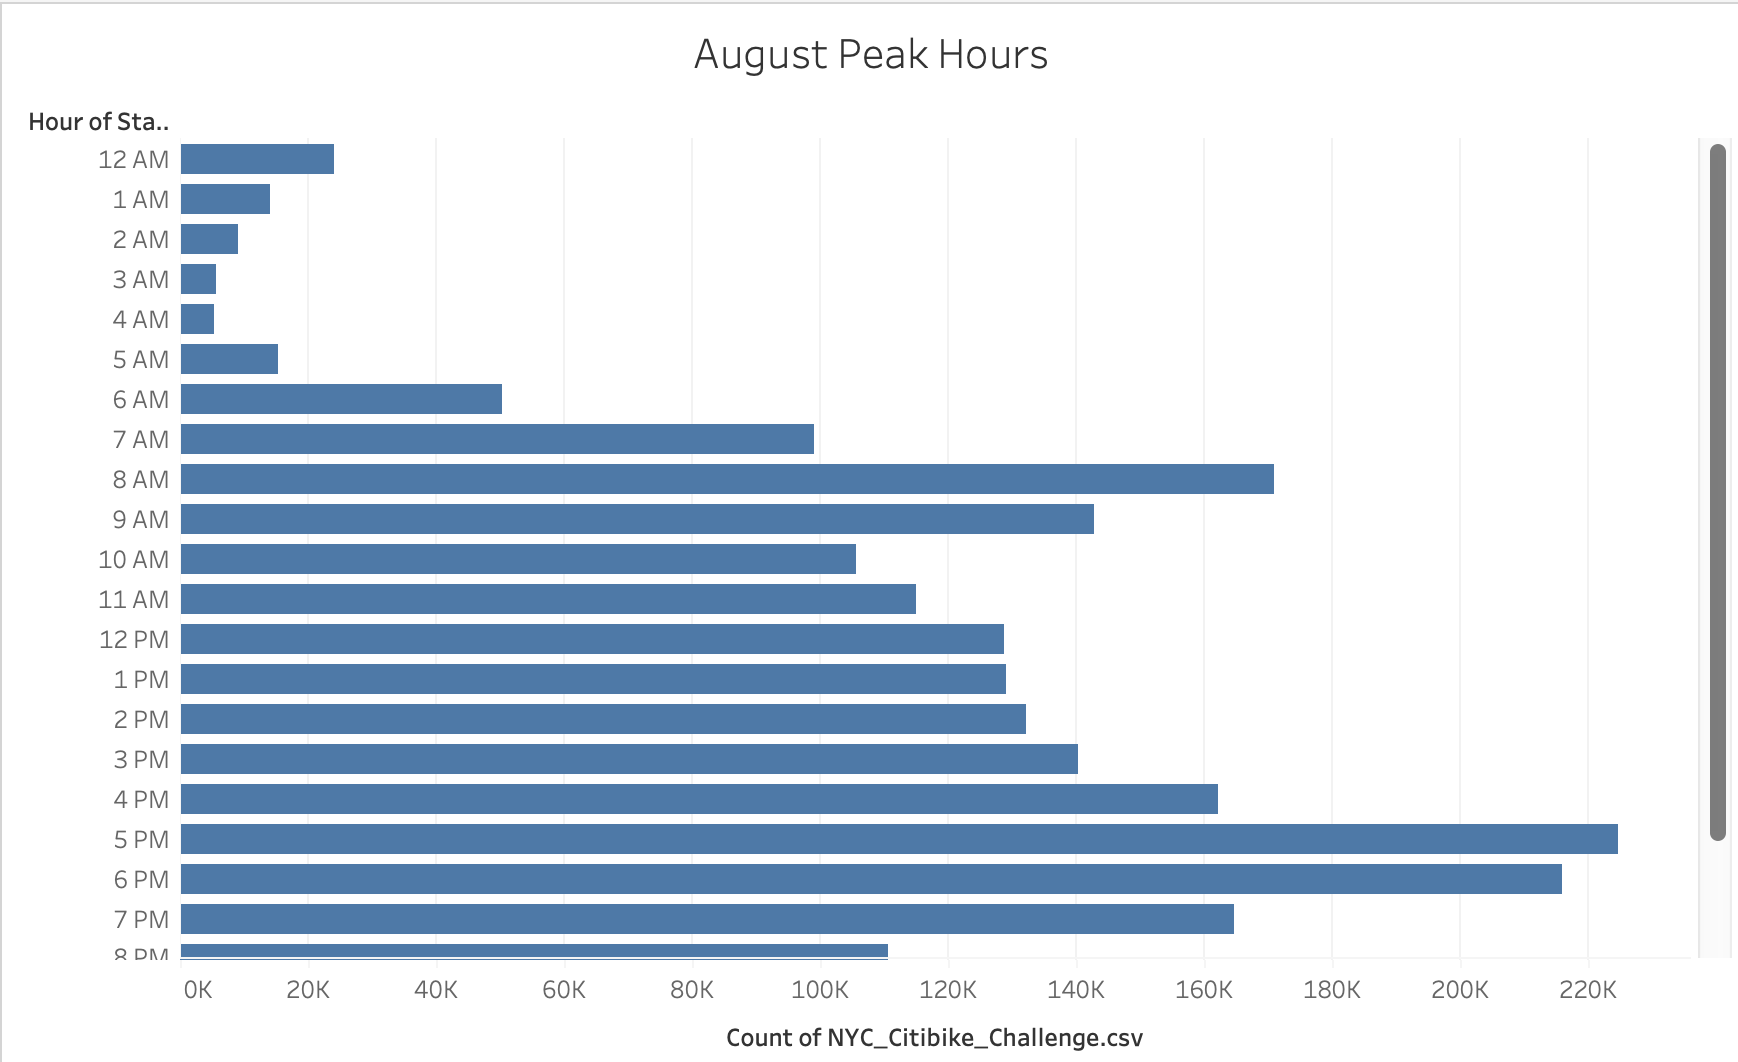 August Peak Hours
Hour of Sta..
12 AM
1 AM
2 AM
3 AM
4 AM
5 AM
6 AM
7 AM
8 AM
9 AM
10 AM
11 AM
12 PM
1 PM
2 PM
3 PM
4 PM
5 PM
6 PM
7 PM
8 PM
0K 20K 40K 60K 80K 100K 120K 140K 160K 180K 200K 220K
Count of NYC_Citibike_Challenge.csv